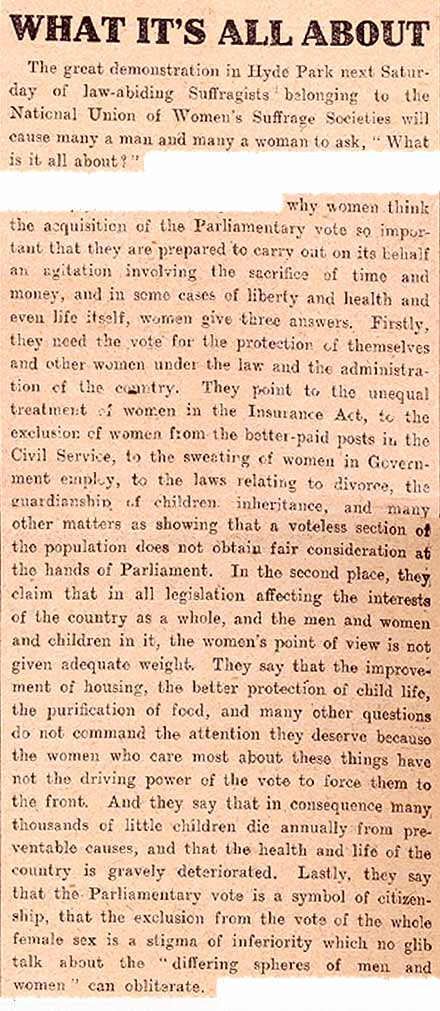 WHAT IT'S ALL ABOUT
The great demonstration in Hyde Park next Satur-
day of law-abiding Suffragists belonging to the
National Union of Women's Suffrage Societies will
cause many a man and many a woman to ask, "What
is it all about?"
why women think
the acquisition of the Parliamentary vote so impor-
tant that they are prepared to carry out on its behalf
an agitation involving the sacrifice of time and
money, and in some cases of liberty and health and
even life itself, women give three answers. Firstly,
they need the vote for the protection of themselves
and other women under the law and the administra-
tion of the country. They point to the unequal
treatment of women in the Insurance Act, to the
exclusion of women from the better-paid posts in the
Civil Service, to the sweating of women in Govern-
ment employ, to the laws relating to divorce, the
guardianship of children, inheritance, and many
other matters as showing that a voteless section of
the population does not obtain fair consideration at
the hands of Parliament. In the second place, they
claim that in all legislation affecting the interests
of the country as a whole, and the men and women
and children in it, the women's point of view is not
given adequate weight. They say that the improve-
ment of housing, the better protection of child life,
the purification of food, and many other questions
do not command the attention they deserve because
the women who care most about these things have
not the driving power of the vote to force them to
the front. And they say that in consequence many
thousands of little children die annually from pre-
ventable causes, and that the health and life of the
country is gravely deteriorated. Lastly, they say
that the Parliamentary vote is a symbol of citizen-
ship, that the exclusion from the vote of the whole
female sex is a stigma of inferiority which no glib
talk about the "differing spheres of men and
women" can obliterate.